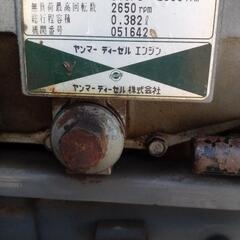 無負荷最高回転数 2650 rpm
総行程容積 0.382 ℓ
機関番号 051642
ヤンマー ディーゼル エンジン
ヤンマー ディーゼル 株式会社